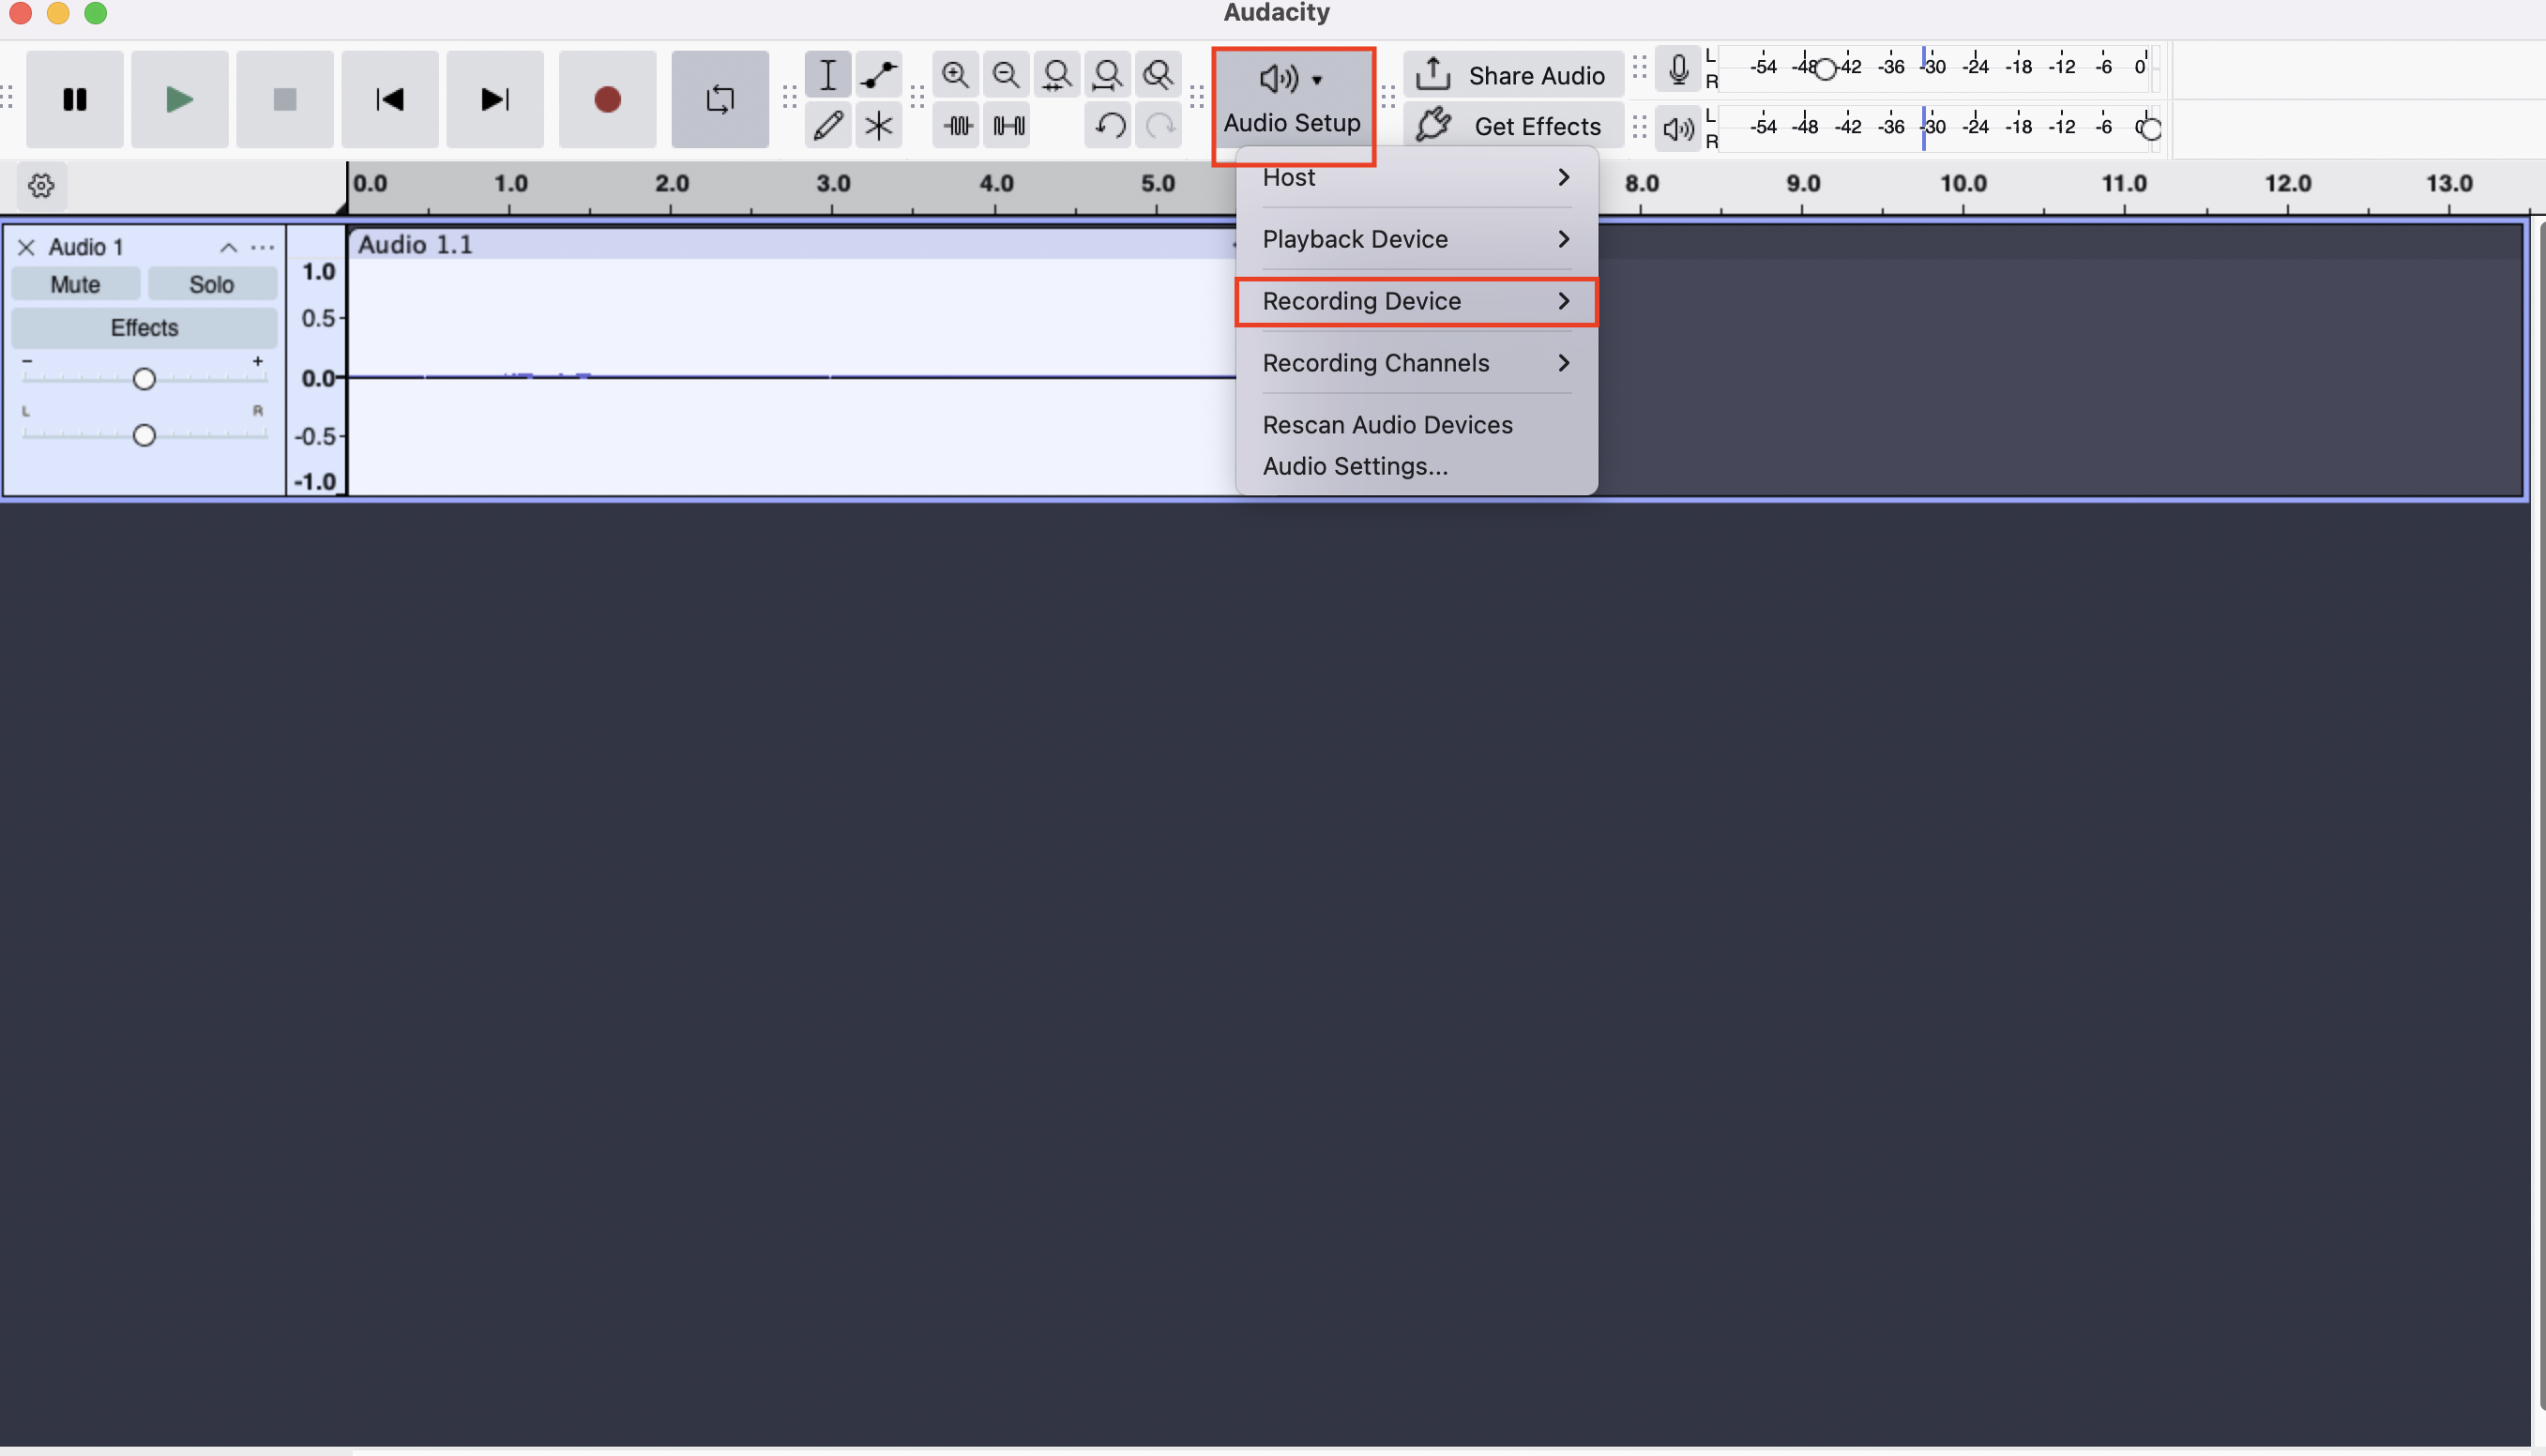 Audacity
Audio Setup
Share Audio
Get Effects
L
R
-54 -48 -42 -36 -30 -24 -18 -12 -6 0
L
R
-54 -48 -42 -36 -30 -24 -18 -12 -6 0
0.0 1.0 2.0 3.0 4.0 5.0 8.0 9.0 10.0 11.0 12.0 13.0
Host
Playback Device
Recording Device
Recording Channels
Rescan Audio Devices
Audio Settings...
Audio 1
Mute Solo
Effects
- +
L R
1.0
0.5
0.0
-0.5
-1.0
Audio 1.1